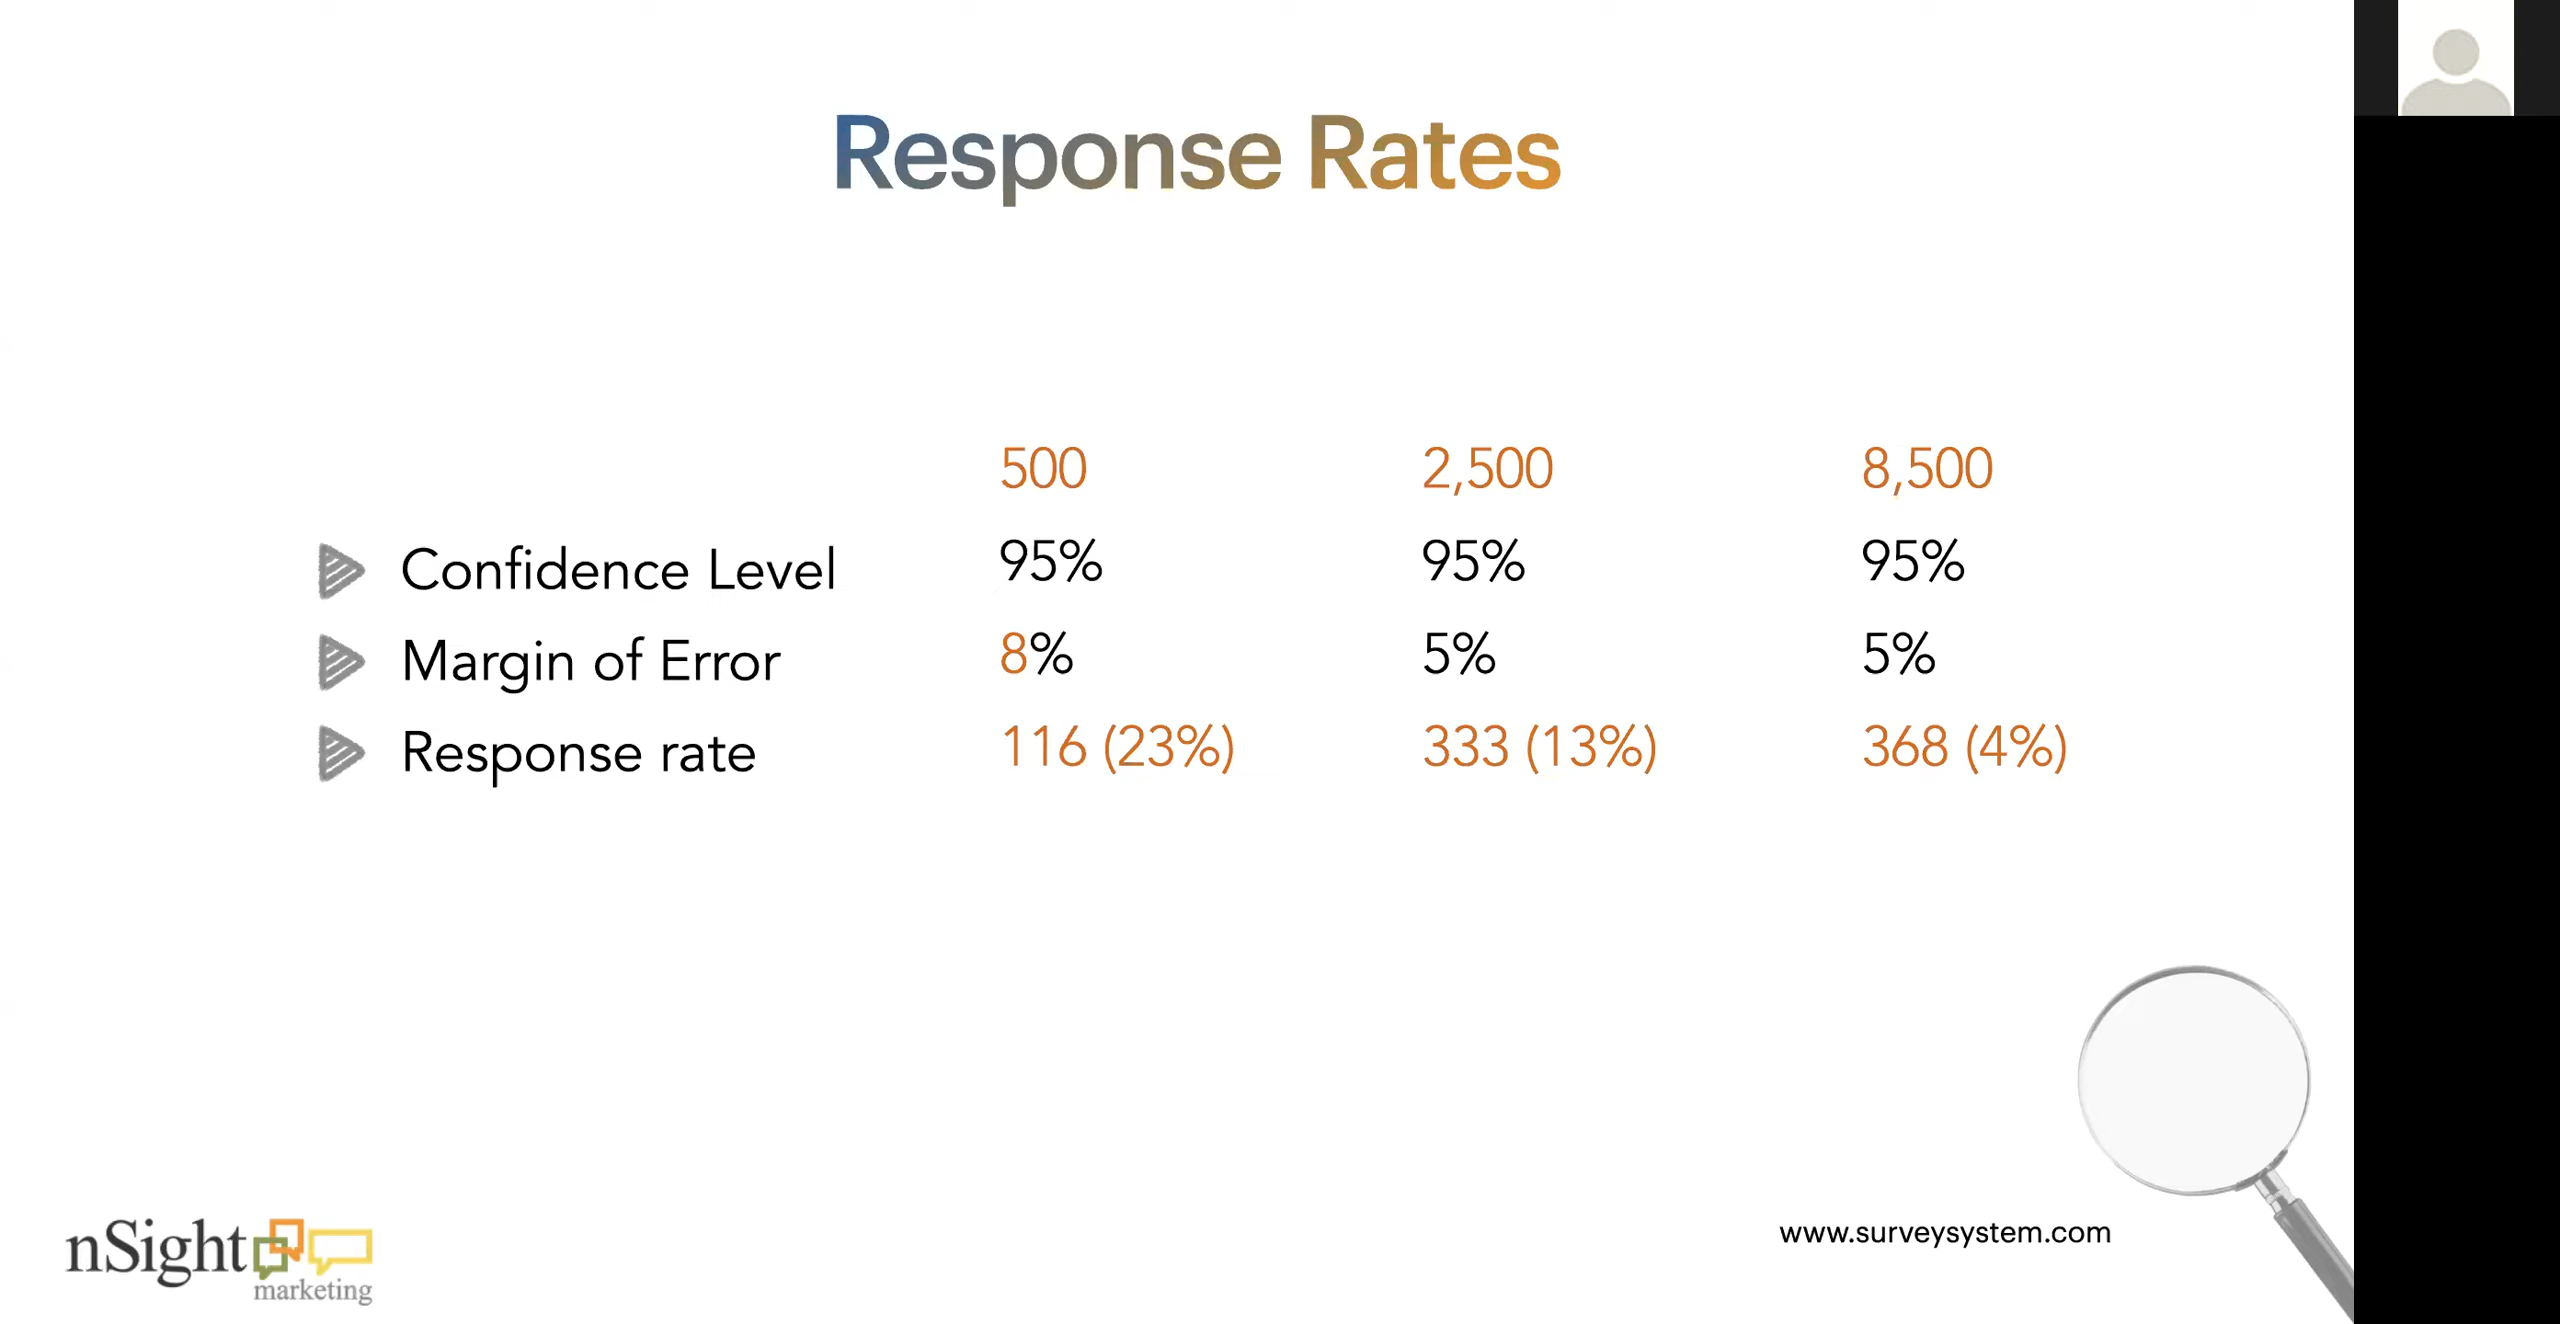 Response Rates
500 2,500 8,500
Confidence Level 95% 95% 95%
Margin of Error 8% 5% 5%
Response rate 116 (23%) 333 (13%) 368 (4%)
nSight
marketing
www.surveysystem.com